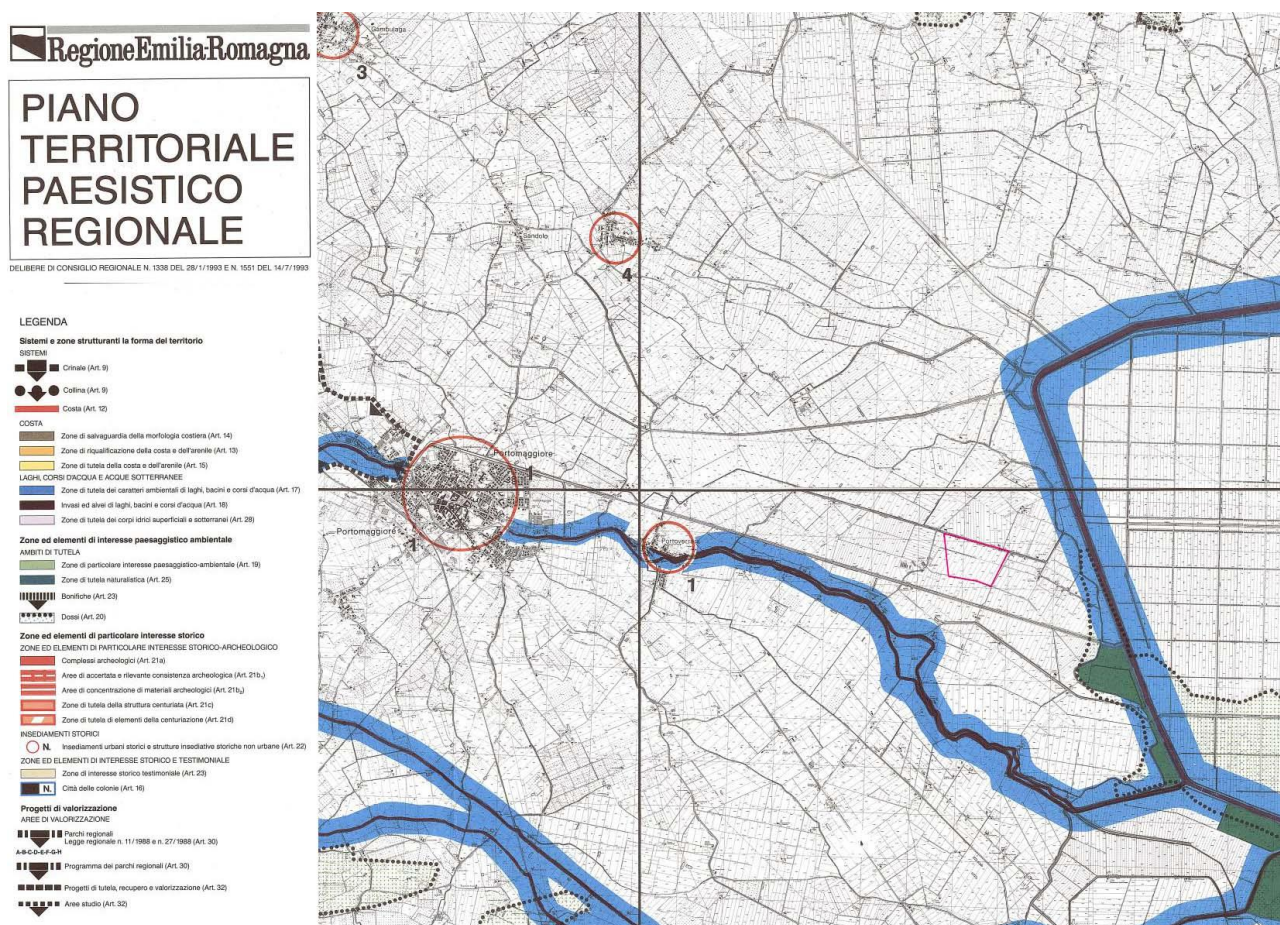 RegioneEmilia-Romagna
PIANO
TERRITORIALE
PAESISTICO
REGIONALE
DELIBERE DI CONSIGLIO REGIONALE N. 1338 DEL 28/1/1993 E N. 1551 DEL 14/7/1993
LEGENDA
Sistemi e zone strutturanti la forma del territorio
SISTEMI
Crinale (Art. 9)
Collina (Art. 9)
Costa (Art. 12)
COSTA
Zone di salvaguardia della morfologia costiera (Art. 14)
Zone di riqualificazione della costa e dell'arenile (Art. 13)
Zone di tutela della costa e dell'arenile (Art. 15)
LAGHI, CORSI D'ACQUA E ACQUE SOTTERRANEE
Zone di tutela dei caratteri ambientali di laghi, bacini e corsi d'acqua (Art. 17)
Invasi ed alvei di laghi, bacini e corsi d'acqua (Art. 18)
Zone di tutela dei corpi idrici superficiali e sotterranei (Art. 28)
Zone ed elementi di interesse paesaggistico ambientale
AMBITI DI TUTELA
Zone di particolare interesse paesaggistico-ambientale (Art. 19)
Zone di tutela naturalistica (Art. 25)
Bonifiche (Art. 23)
Dossi (Art. 20)
Zone ed elementi di particolare interesse storico
ZONE ED ELEMENTI DI PARTICOLARE INTERESSE STORICO-ARCHEOLOGICO
Complessi archeologici (Art. 21a)
Aree di accertata e rilevante consistenza archeologica (Art. 21b₁)
Aree di concentrazione di materiali archeologici (Art. 21b₂)
Zone di tutela della struttura centuriata (Art. 21c)
Zone di tutela di elementi della centuriazione (Art. 21d)
INSEDIAMENTI STORICI
N. Insediamenti urbani storici e strutture insediative storiche non urbane (Art. 22)
ZONE ED ELEMENTI DI INTERESSE STORICO E TESTIMONIALE
Zone di interesse storico testimoniale (Art. 23)
N. Città delle colonie (Art. 16)
Progetti di valorizzazione
AREE DI VALORIZZAZIONE
Parchi regionali
Legge regionale n. 11/1988 e n. 27/1988 (Art. 30)
A-B-C-D-E-F-G-H
Programma dei parchi regionali (Art. 30)
Progetti di tutela, recupero e valorizzazione (Art. 32)
Aree studio (Art. 32)
Gambulaga
3
Sandolo
4
Portomaggiore
1
Portomaggiore
1
1